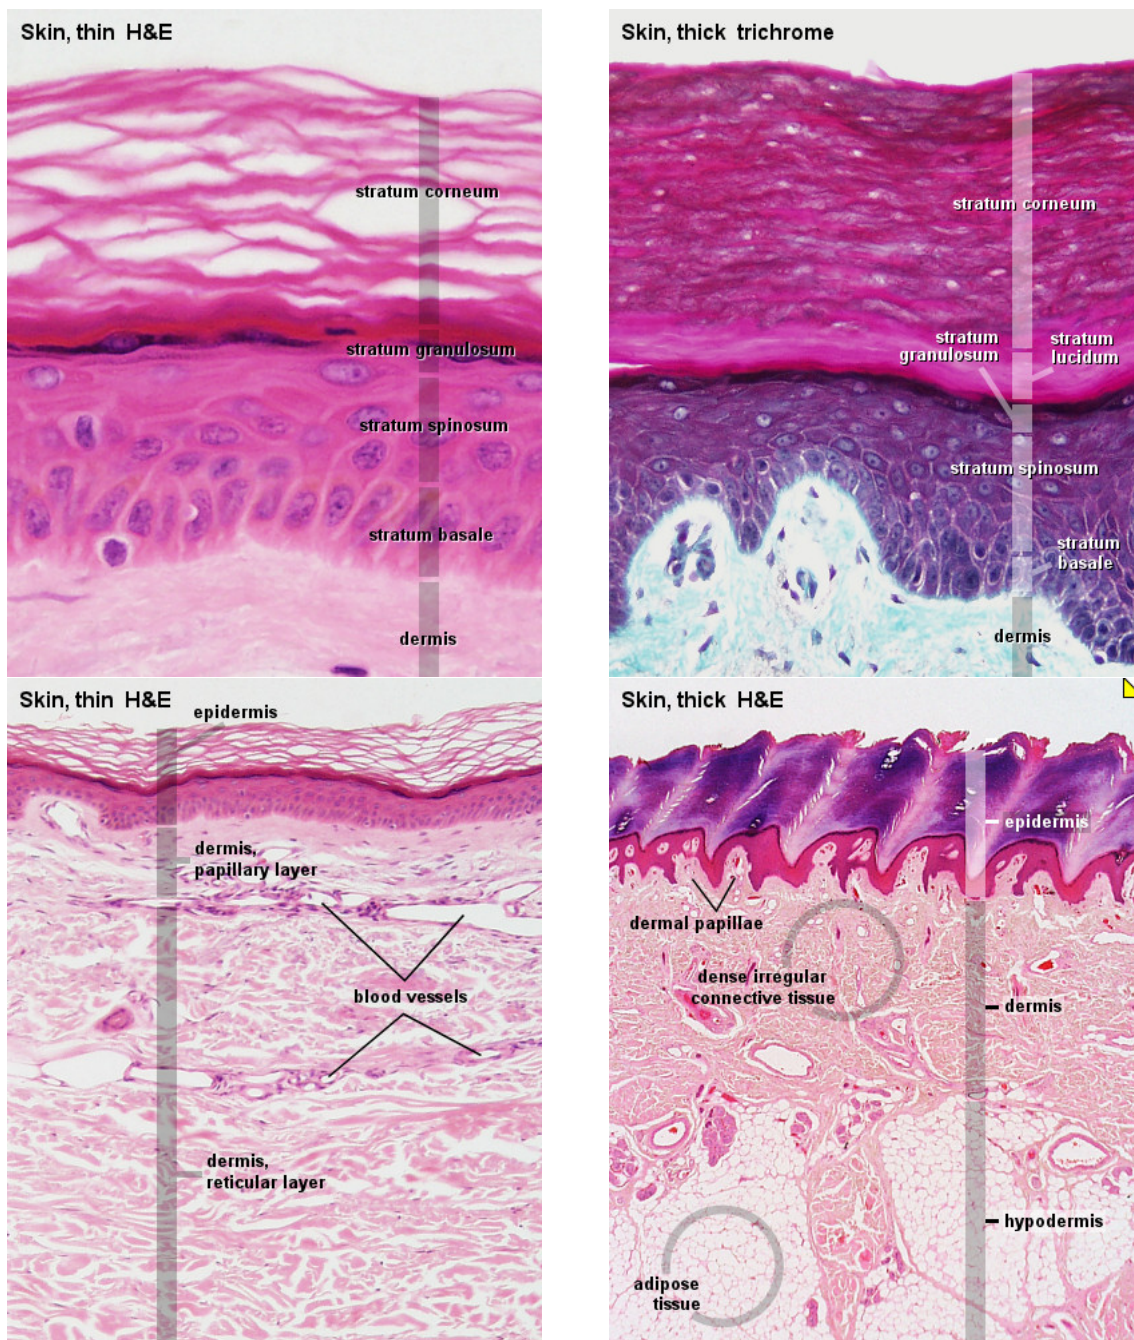 Skin, thin H&E
stratum corneum
stratum granulosum
stratum spinosum
stratum basale
dermis
Skin, thick trichrome
stratum corneum
stratum
granulosum
stratum
lucidum
stratum spinosum
stratum
basale
dermis
Skin, thin H&E
epidermis
dermis,
papillary layer
blood vessels
dermis,
reticular layer
Skin, thick H&E
epidermis
dermal papillae
dense irregular
connective tissue
dermis
hypodermis
adipose
tissue